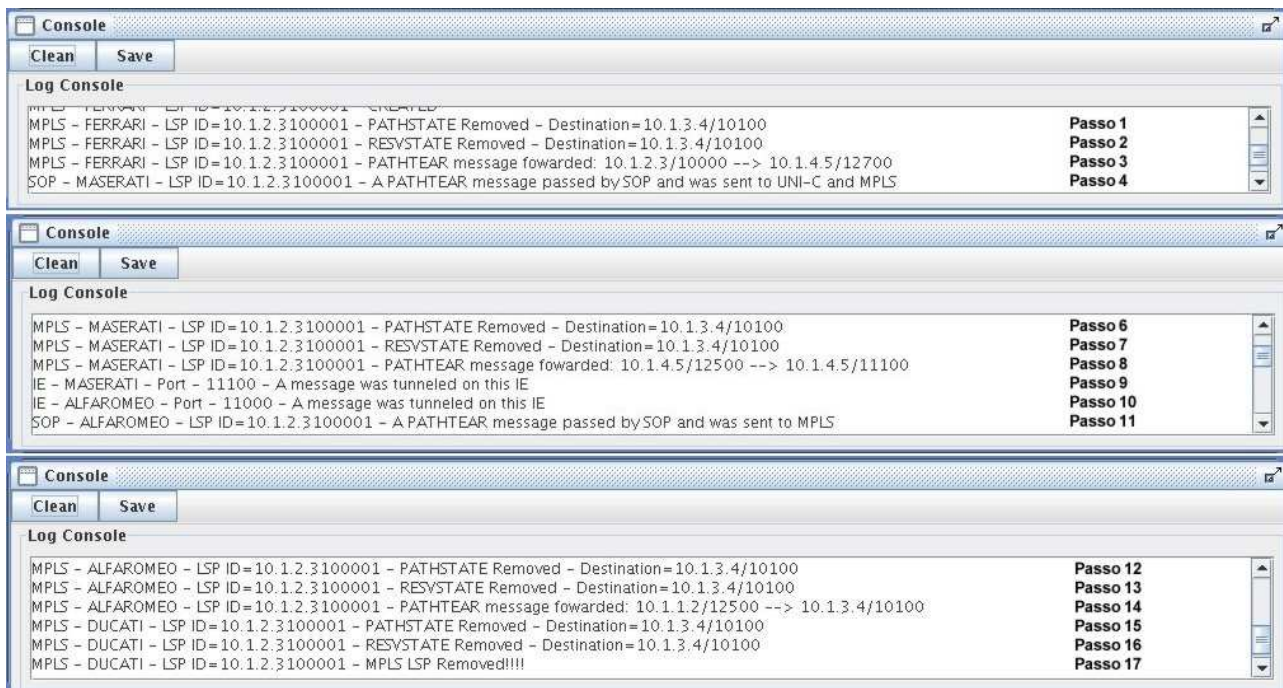 Console
Clean Save
Log Console
MPLS - FERRARI - LSP ID=10.1.2.3100001 - CREATED
MPLS - FERRARI - LSP ID=10.1.2.3100001 - PATHSTATE Removed - Destination=10.1.3.4/10100 Passo 1
MPLS - FERRARI - LSP ID=10.1.2.3100001 - RESVSTATE Removed - Destination=10.1.3.4/10100 Passo 2
MPLS - FERRARI - LSP ID=10.1.2.3100001 - PATHTEAR message fowarded: 10.1.2.3/10000 --> 10.1.4.5/12700 Passo 3
SOP - MASERATI - LSP ID=10.1.2.3100001 - A PATHTEAR message passed by SOP and was sent to UNI-C and MPLS Passo 4
Console
Clean Save
Log Console
MPLS - MASERATI - LSP ID=10.1.2.3100001 - PATHSTATE Removed - Destination=10.1.3.4/10100 Passo 6
MPLS - MASERATI - LSP ID=10.1.2.3100001 - RESVSTATE Removed - Destination=10.1.3.4/10100 Passo 7
MPLS - MASERATI - LSP ID=10.1.2.3100001 - PATHTEAR message fowarded: 10.1.4.5/12500 --> 10.1.4.5/11100 Passo 8
IE - MASERATI - Port - 11100 - A message was tunneled on this IE Passo 9
IE - ALFAROMEO - Port - 11000 - A message was tunneled on this IE Passo 10
SOP - ALFAROMEO - LSP ID=10.1.2.3100001 - A PATHTEAR message passed by SOP and was sent to MPLS Passo 11
Console
Clean Save
Log Console
MPLS - ALFAROMEO - LSP ID=10.1.2.3100001 - PATHSTATE Removed - Destination=10.1.3.4/10100 Passo 12
MPLS - ALFAROMEO - LSP ID=10.1.2.3100001 - RESVSTATE Removed - Destination=10.1.3.4/10100 Passo 13
MPLS - ALFAROMEO - LSP ID=10.1.2.3100001 - PATHTEAR message fowarded: 10.1.1.2/12500 --> 10.1.3.4/10100 Passo 14
MPLS - DUCATI - LSP ID=10.1.2.3100001 - PATHSTATE Removed - Destination=10.1.3.4/10100 Passo 15
MPLS - DUCATI - LSP ID=10.1.2.3100001 - RESVSTATE Removed - Destination=10.1.3.4/10100 Passo 16
MPLS - DUCATI - LSP ID=10.1.2.3100001 - MPLS LSP Removed!!!! Passo 17